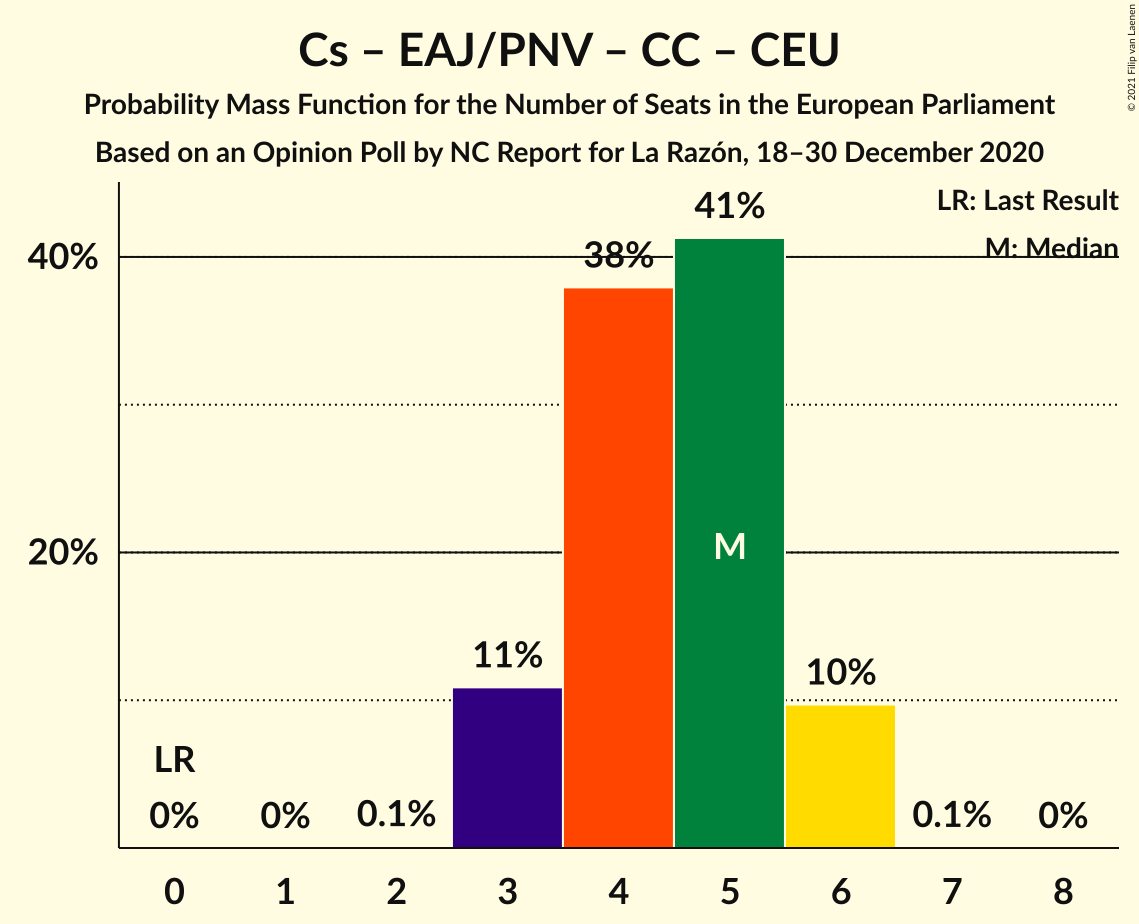 Cs – EAJ/PNV – CC – CEU
Probability Mass Function for the Number of Seats in the European Parliament
Based on an Opinion Poll by NC Report for La Razón, 18–30 December 2020
© 2021 Filip van Laenen
LR: Last Result
M: Median
41%
40%
38%
20%
M
11%
10%
LR
0%
0%
0.1%
0.1%
0%
0 1 2 3 4 5 6 7 8